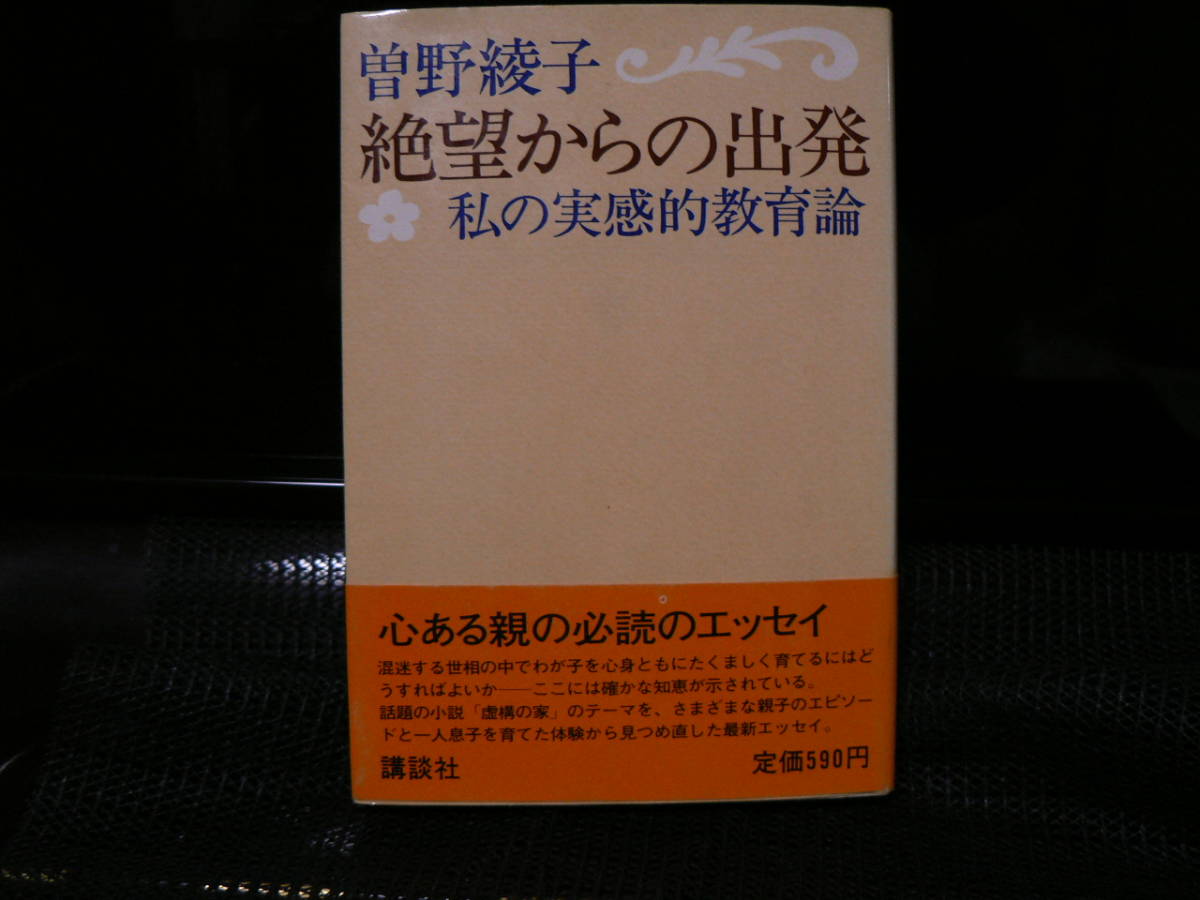 曽野綾子
絶望からの出発
私の実感的教育論
心ある親の必読のエッセイ
混迷する世相の中でわが子を心身ともにたくましく育てるにはど
うすればよいか──ここには確かな知恵が示されている。
話題の小説「虚構の家」のテーマを、さまざまな親子のエピソー
ドと一人息子を育てた体験から見つめ直した最新エッセイ。
講談社
定価590円